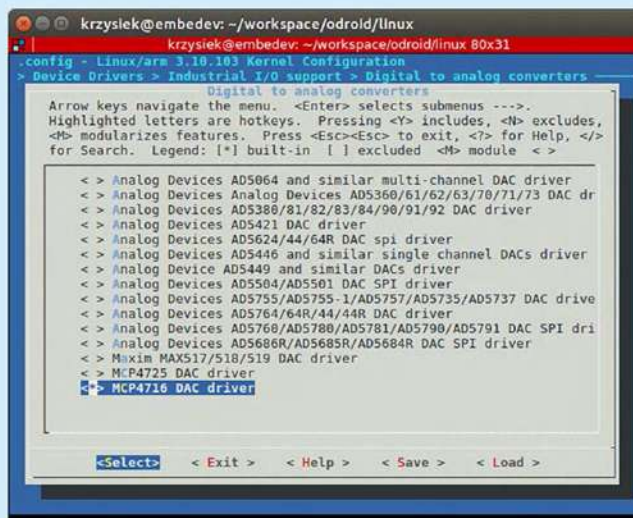 krzysiek@embedev: ~/workspace/odroid/linux
krzysiek@embedev: ~/workspace/odroid/linux 80x31
.config - Linux/arm 3.10.103 Kernel Configuration
> Device Drivers > Industrial I/O support > Digital to analog converters
Digital to analog converters
Arrow keys navigate the menu. <Enter> selects submenus --->.
Highlighted letters are hotkeys. Pressing <Y> includes, <N> excludes,
<M> modularizes features. Press <Esc><Esc> to exit, <?> for Help, </>
for Search. Legend: [*] built-in [ ] excluded <M> module < >
< > Analog Devices AD5064 and similar multi-channel DAC driver
< > Analog Devices Analog Devices AD5360/61/62/63/70/71/73 DAC dr
< > Analog Devices AD5380/81/82/83/84/90/91/92 DAC driver
< > Analog Devices AD5421 DAC driver
< > Analog Devices AD5624/44/64R DAC spi driver
< > Analog Devices AD5446 and similar single channel DACs driver
< > Analog Device AD5449 and similar DACs driver
< > Analog Devices AD5504/AD5501 DAC SPI driver
< > Analog Devices AD5755/AD5755-1/AD5757/AD5735/AD5737 DAC drive
< > Analog Devices AD5764/64R/44/44R DAC driver
< > Analog Devices AD5760/AD5780/AD5781/AD5790/AD5791 DAC SPI dri
< > Analog Devices AD5686R/AD5685R/AD5684R DAC SPI driver
< > Maxim MAX517/518/519 DAC driver
< > MCP4725 DAC driver
<*> MCP4716 DAC driver
<Select> < Exit > < Help > < Save > < Load >